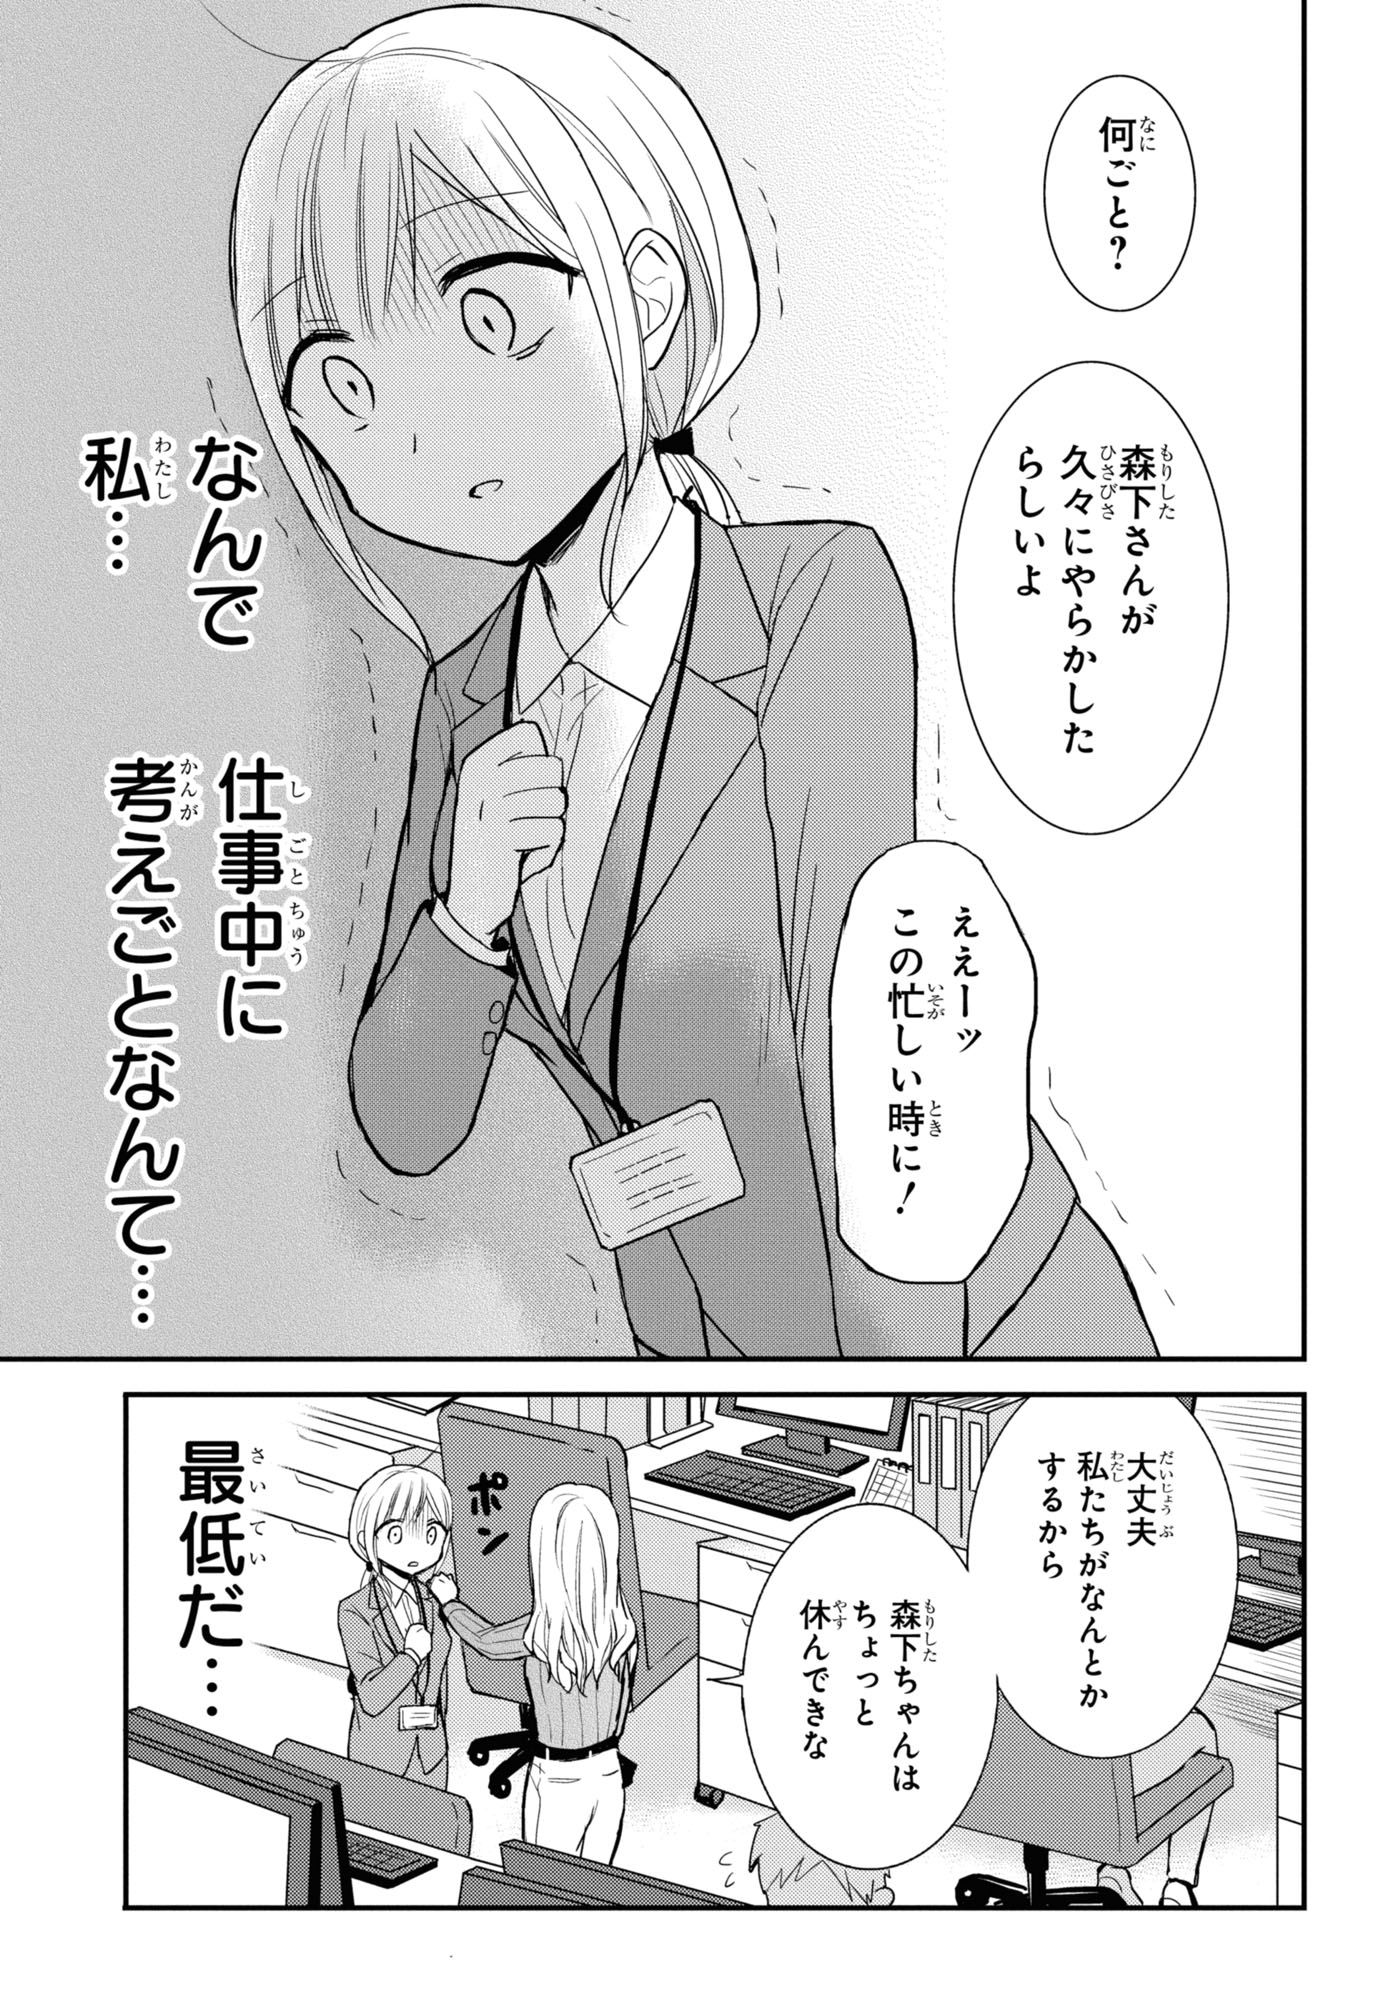 何ごと?
森下さんが
久々にやらかした
らしいよ
ええーッ
この忙しい時に!
なんで
私…
仕事中に
考えごとなんて…
大丈夫
私たちがなんとか
するから
森下ちゃんは
ちょっと
休んできな
ポン
最低だ…